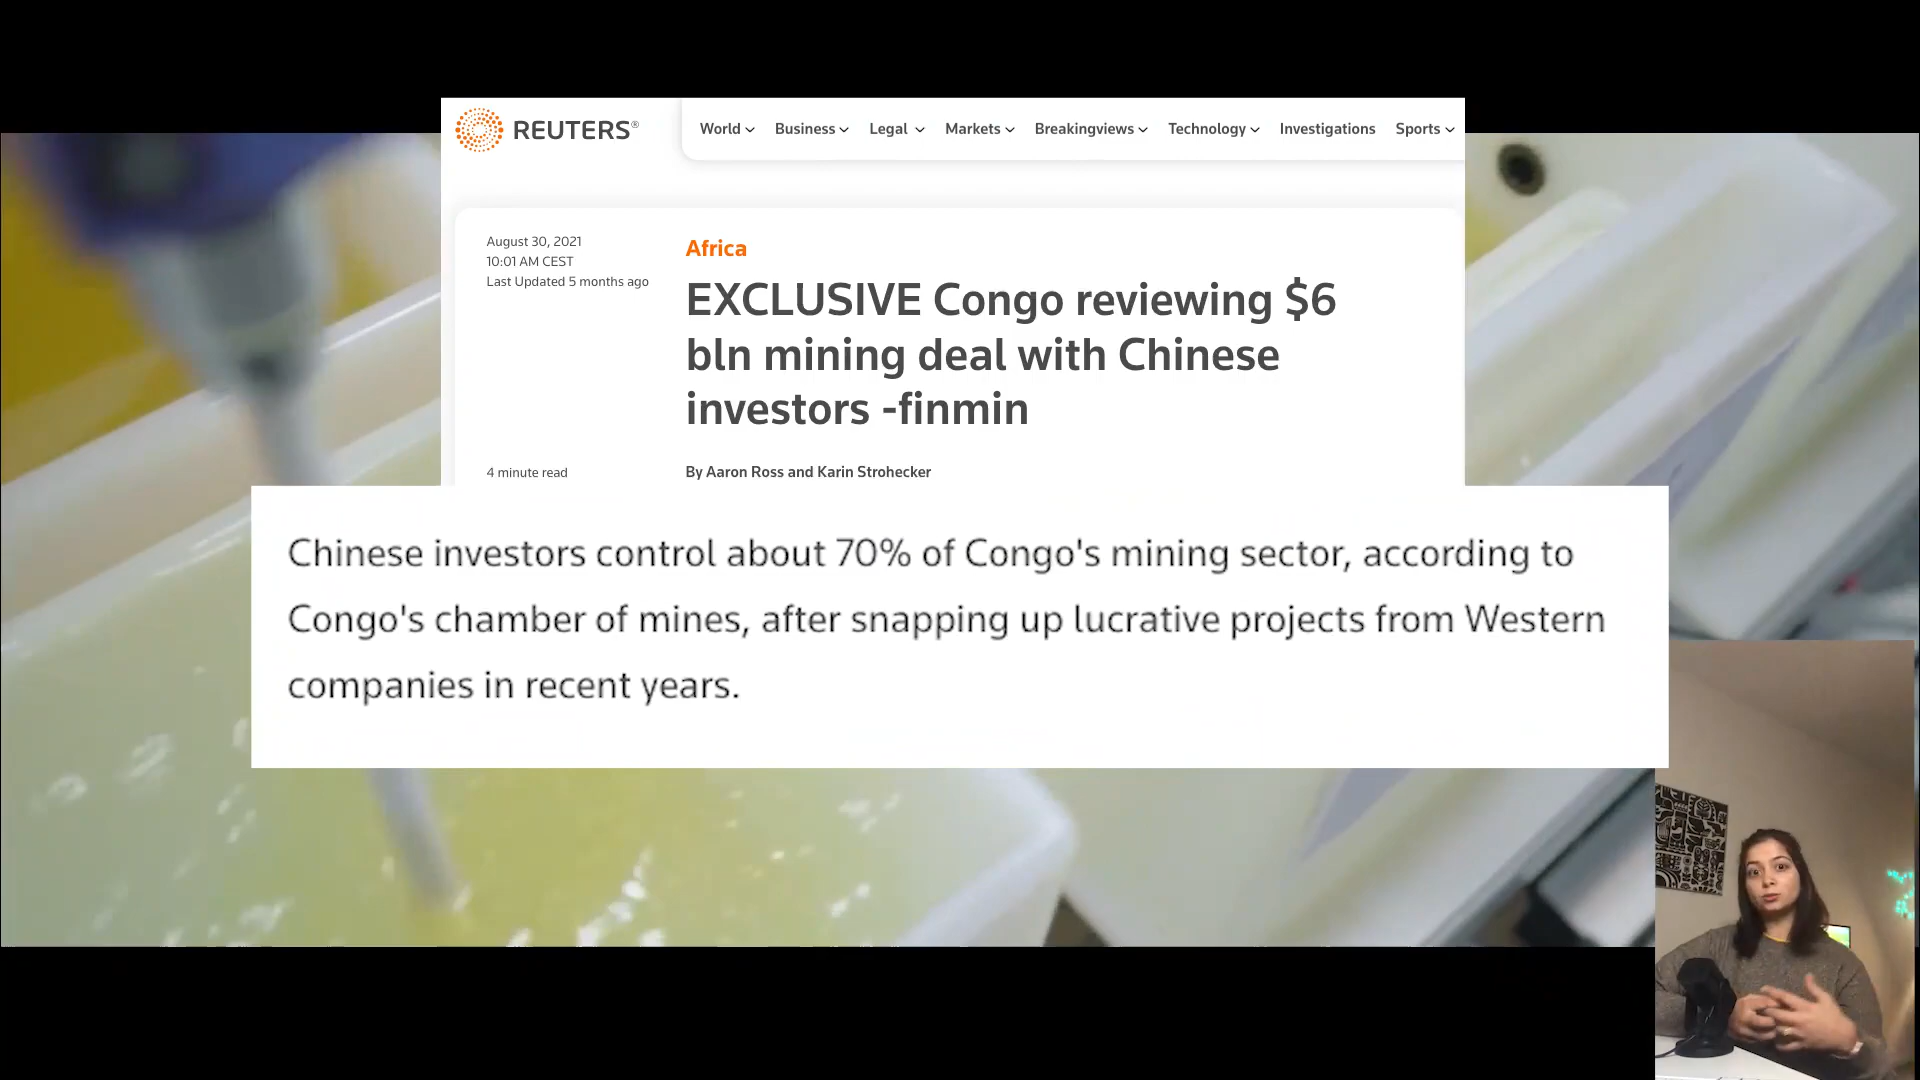 REUTERS®
World Business Legal Markets Breakingviews Technology Investigations Sports
August 30, 2021
10:01 AM CEST
Last Updated 5 months ago
Africa
EXCLUSIVE Congo reviewing $6
bln mining deal with Chinese
investors -finmin
4 minute read
By Aaron Ross and Karin Strohecker
Chinese investors control about 70% of Congo's mining sector, according to
Congo's chamber of mines, after snapping up lucrative projects from Western
companies in recent years.